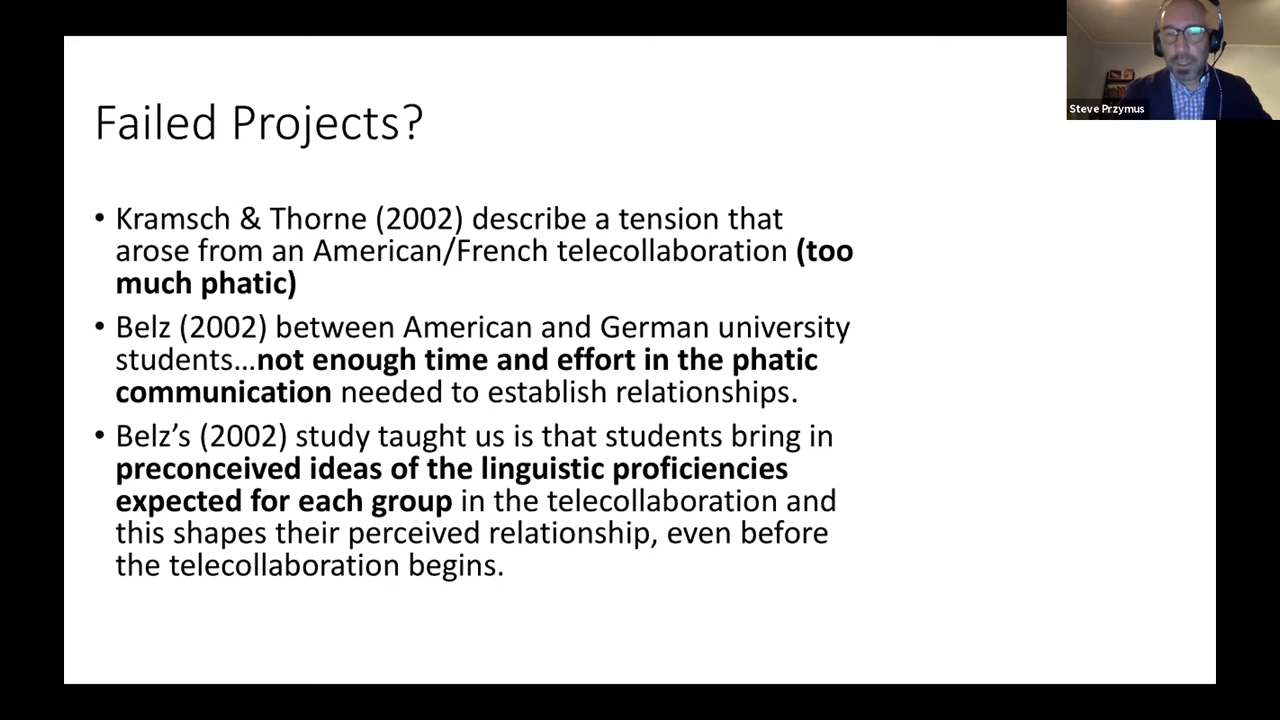 Steve Przymus
Failed Projects?
• Kramsch & Thorne (2002) describe a tension that
arose from an American/French telecollaboration (too
much phatic)
• Belz (2002) between American and German university
students…not enough time and effort in the phatic
communication needed to establish relationships.
• Belz’s (2002) study taught us is that students bring in
preconceived ideas of the linguistic proficiencies
expected for each group in the telecollaboration and
this shapes their perceived relationship, even before
the telecollaboration begins.